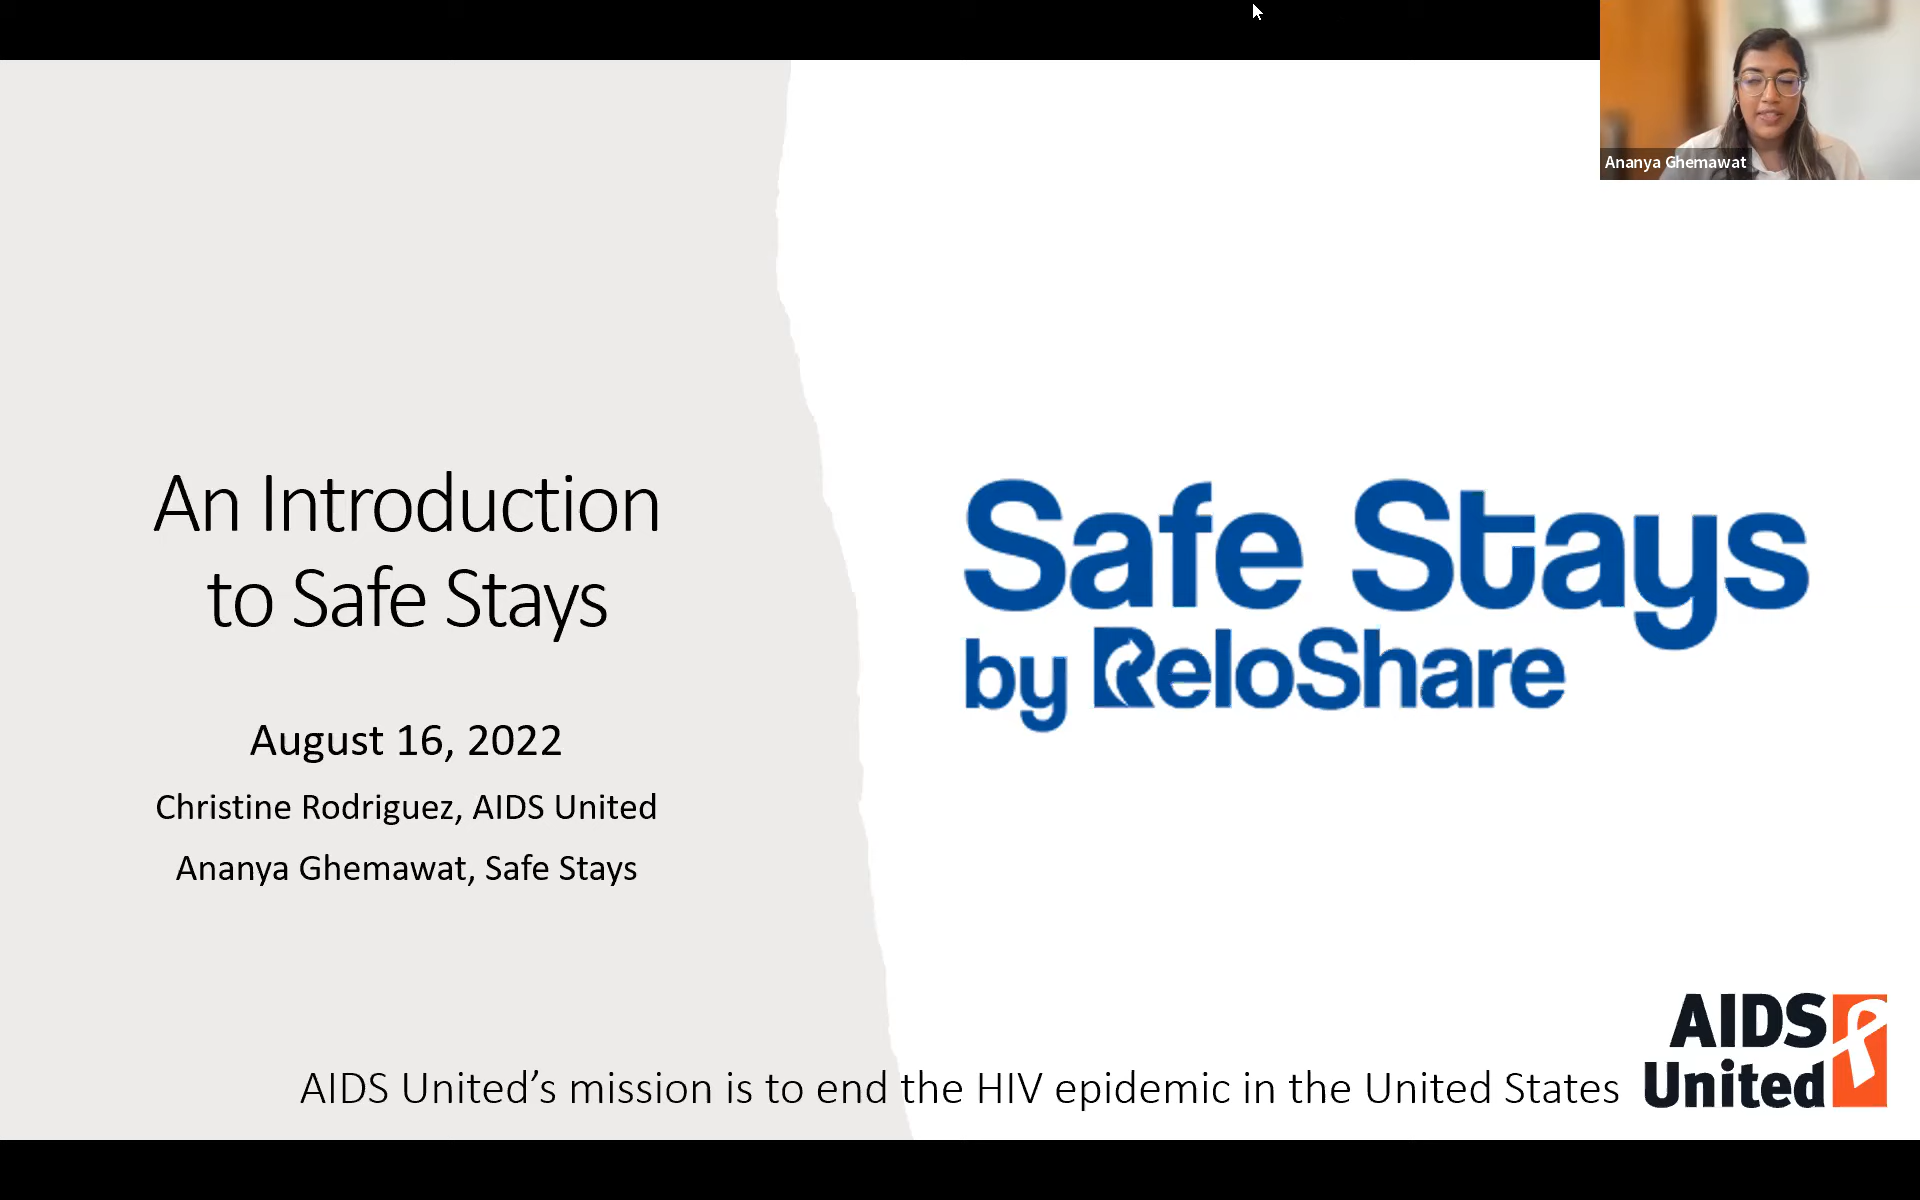 Ananya Ghemawat
An Introduction
to Safe Stays
August 16, 2022
Christine Rodriguez, AIDS United
Ananya Ghemawat, Safe Stays
Safe Stays
by ReloShare
AIDS United’s mission is to end the HIV epidemic in the United States
AIDS
United